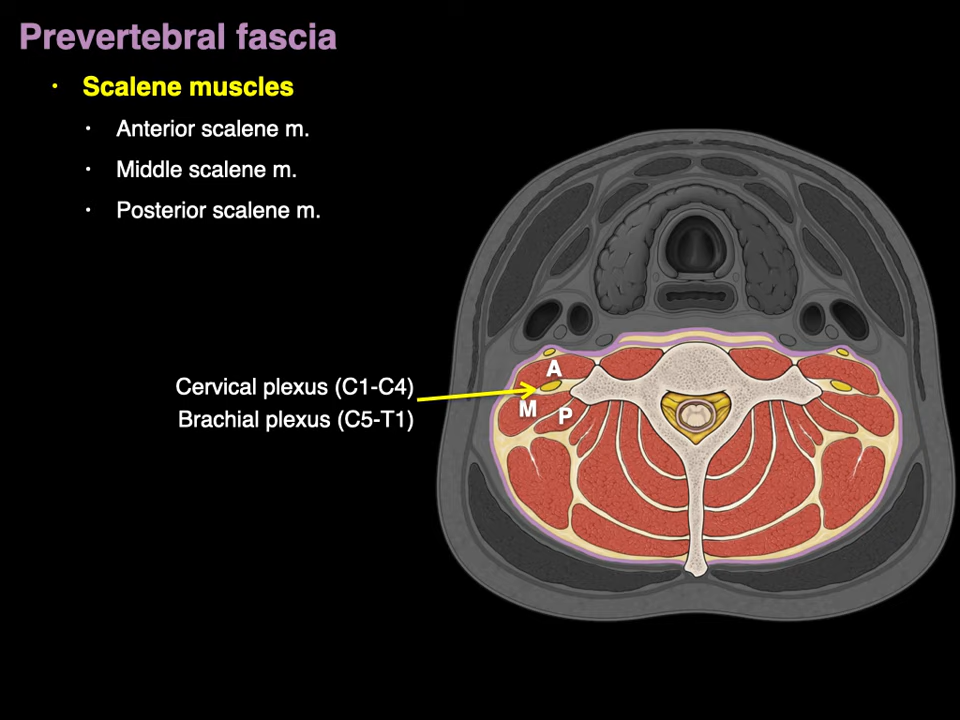 Prevertebral fascia
• Scalene muscles
• Anterior scalene m.
• Middle scalene m.
• Posterior scalene m.
Cervical plexus (C1-C4)
Brachial plexus (C5-T1)
A
M
P